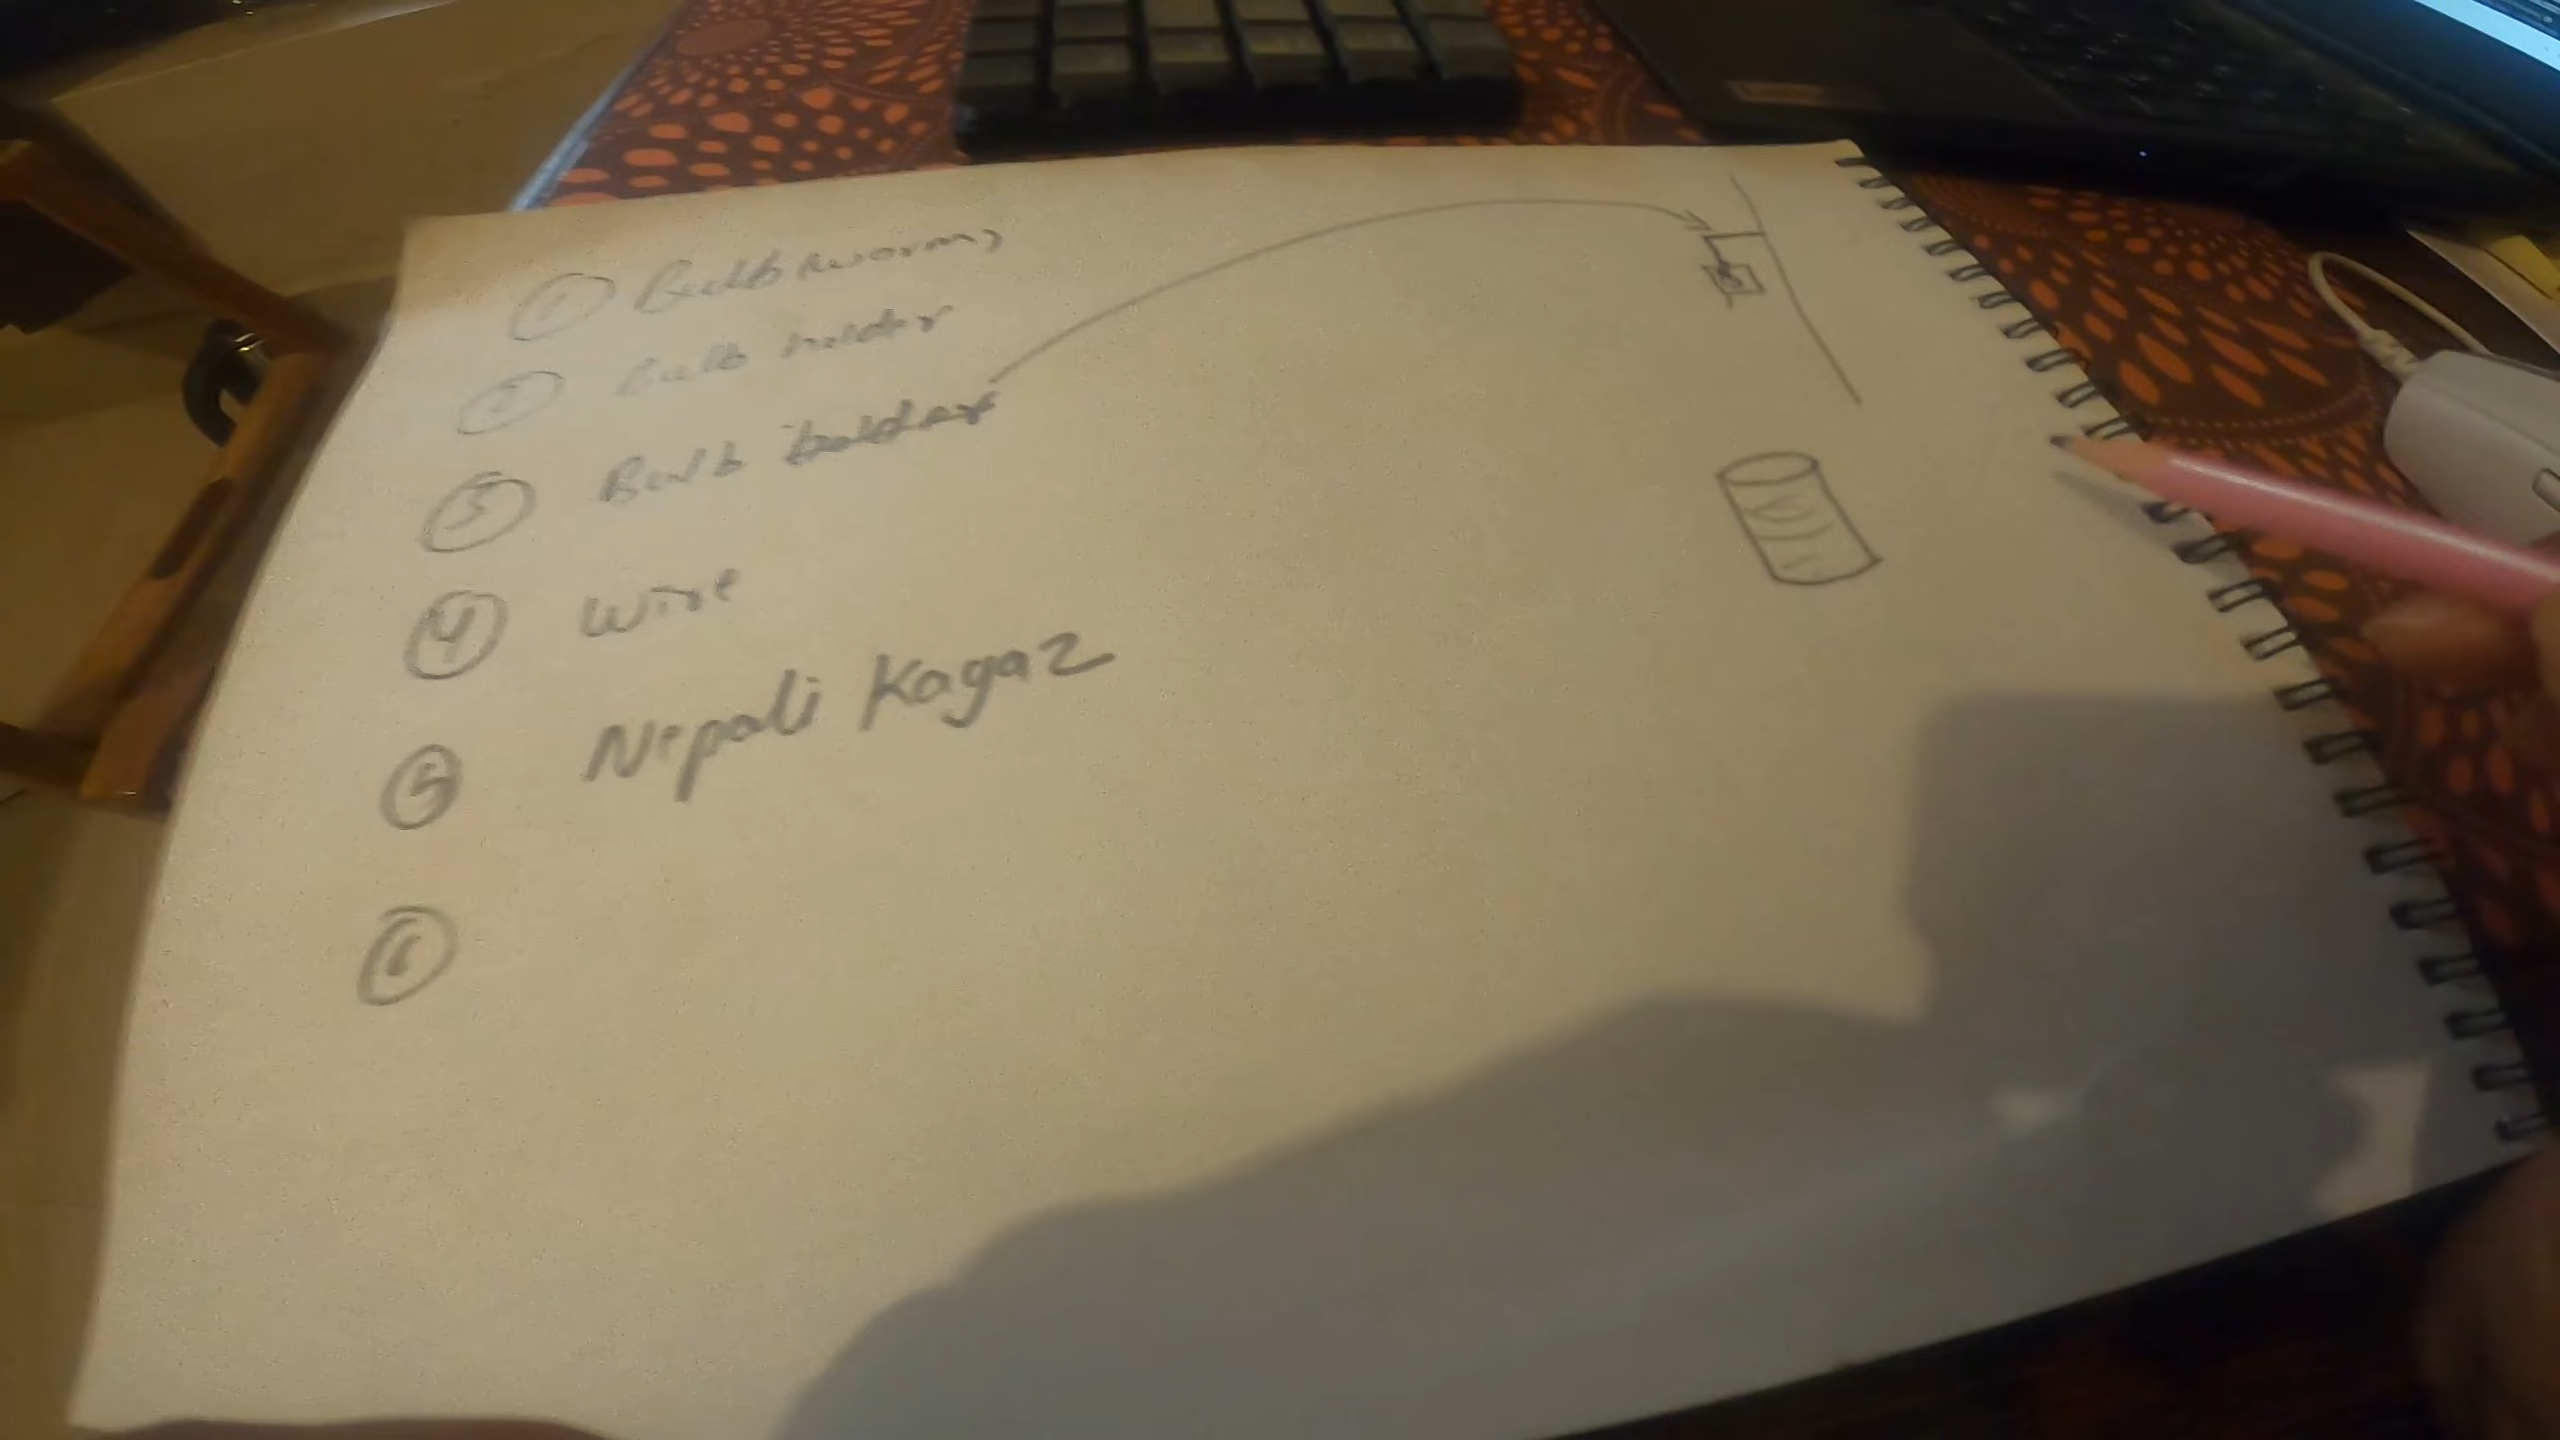 ① Bulb warm
② Bulb holder
③ Bulb holder
④ Wire
⑤ Nepali Kagaz
⑥